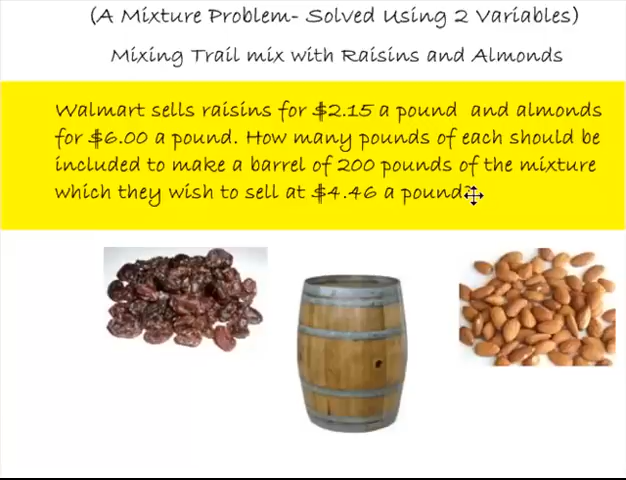 (A Mixture Problem- Solved Using 2 Variables)
Mixing Trail mix with Raisins and Almonds
Walmart sells raisins for $2.15 a pound and almonds
for $6.00 a pound. How many pounds of each should be
included to make a barrel of 200 pounds of the mixture
which they wish to sell at $4.46 a pound?